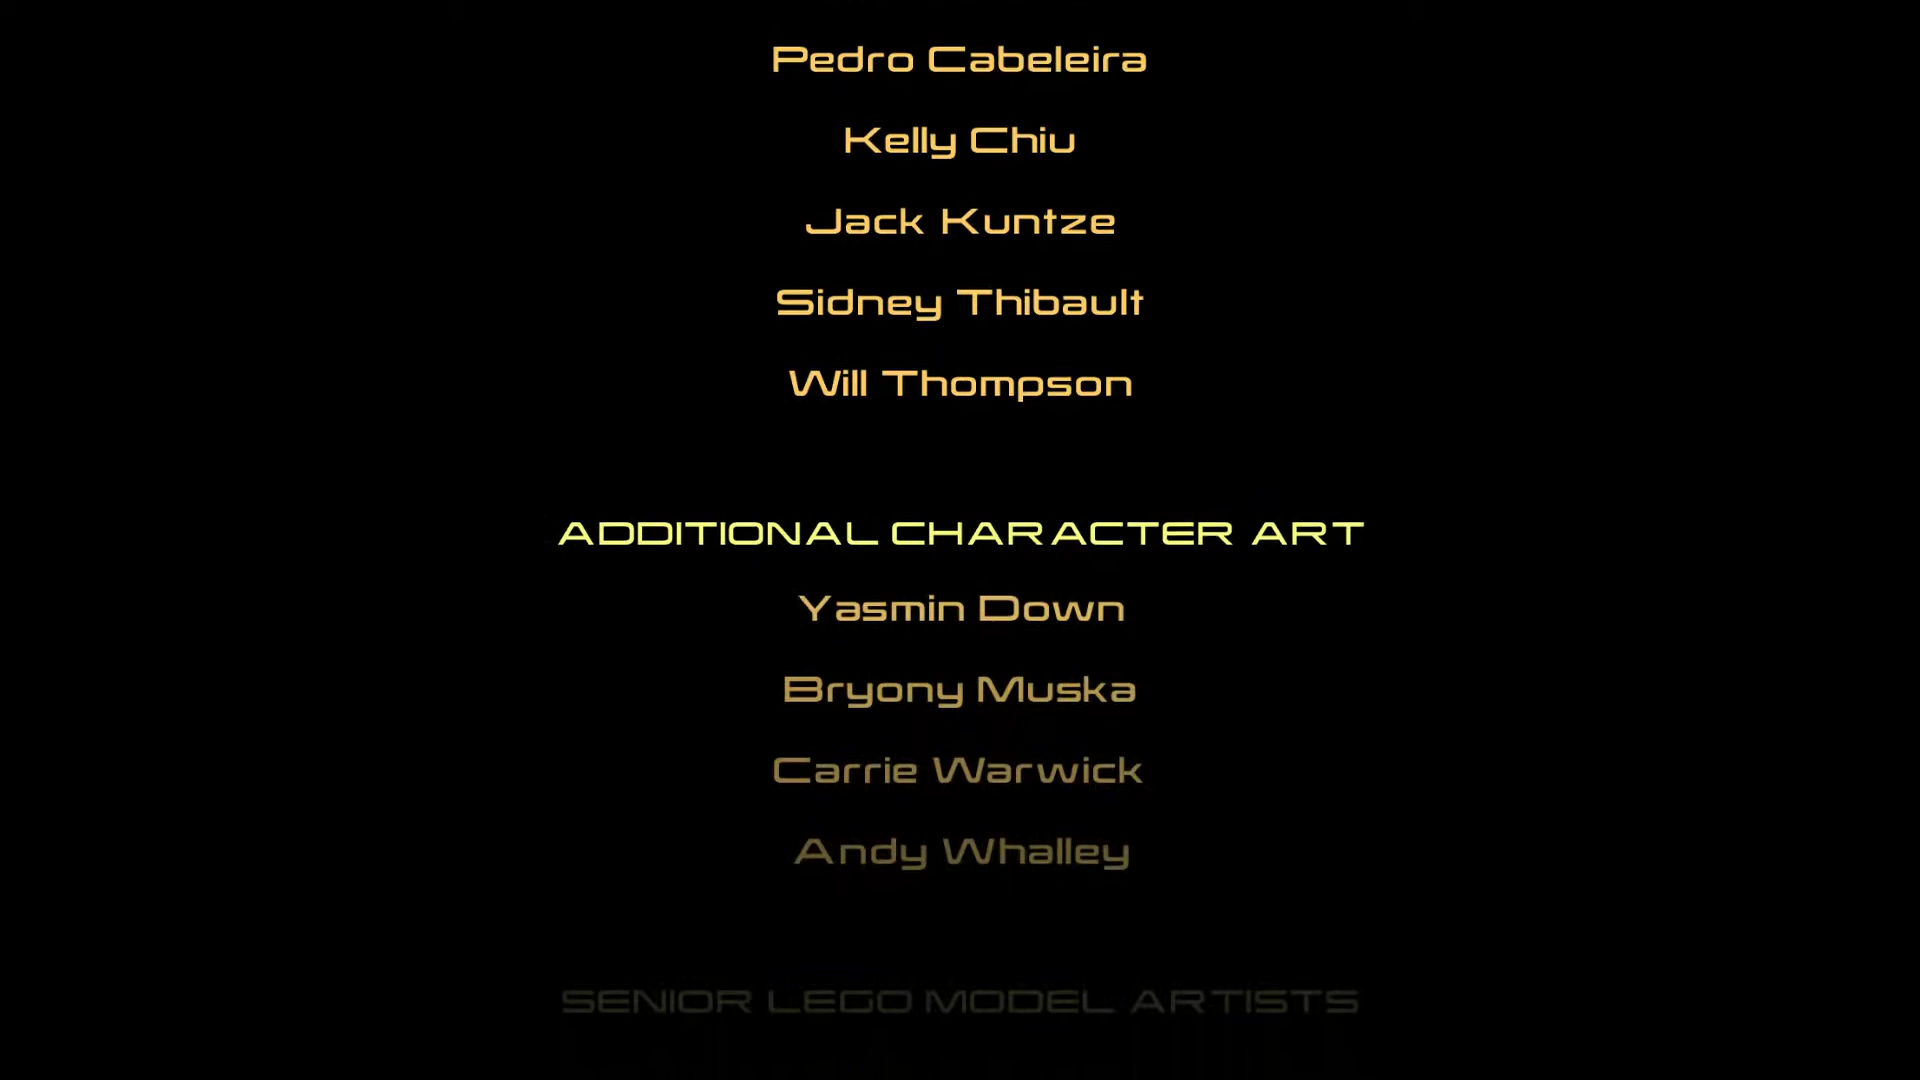 Pedro Cabeleira
Kelly Chiu
Jack Kuntze
Sidney Thibault
Will Thompson
ADDITIONAL CHARACTER ART
Yasmin Down
Bryony Muska
Carrie Warwick
Andy Whalley
SENIOR LEGO MODEL ARTISTS